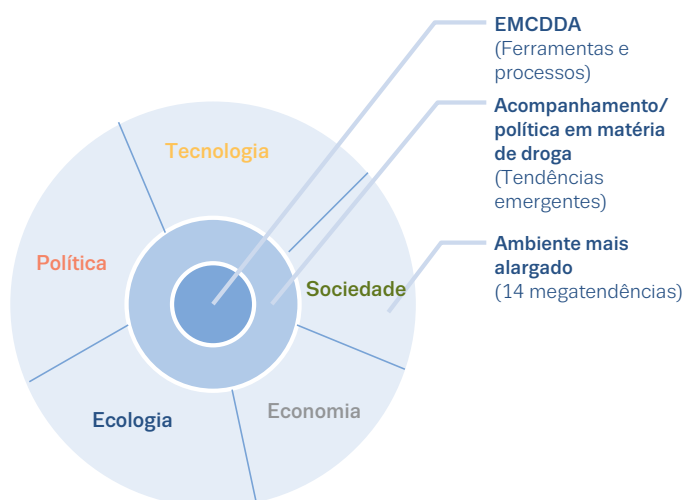 EMCDDA
(Ferramentas e
processos)
Acompanhamento/
política em matéria
de droga
(Tendências
emergentes)
Ambiente mais
alargado
(14 megatendências)
Tecnologia
Política
Sociedade
Ecologia
Economia